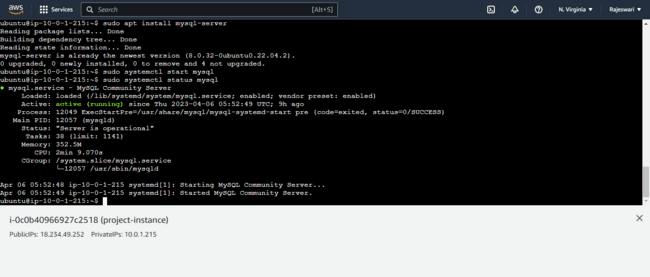 aws
Services
Search
[Alt+S]
N. Virginia
Rajeswari
ubuntu@ip-10-0-1-215:~$ sudo apt install mysql-server
Reading package lists... Done
Building dependency tree... Done
Reading state information... Done
mysql-server is already the newest version (8.0.32-0ubuntu0.22.04.2).
0 upgraded, 0 newly installed, 0 to remove and 4 not upgraded.
ubuntu@ip-10-0-1-215:~$ sudo systemctl start mysql
ubuntu@ip-10-0-1-215:~$ sudo systemctl status mysql
● mysql.service - MySQL Community Server
Loaded: loaded (/lib/systemd/system/mysql.service; enabled; vendor preset: enabled)
Active: active (running) since Thu 2023-04-06 05:52:49 UTC; 9h ago
Process: 12049 ExecStartPre=/usr/share/mysql/mysql-systemd-start pre (code=exited, status=0/SUCCESS)
Main PID: 12057 (mysqld)
Status: "Server is operational"
Tasks: 38 (limit: 1141)
Memory: 352.5M
CPU: 2min 9.070s
CGroup: /system.slice/mysql.service
└─12057 /usr/sbin/mysqld
Apr 06 05:52:48 ip-10-0-1-215 systemd[1]: Starting MySQL Community Server...
Apr 06 05:52:49 ip-10-0-1-215 systemd[1]: Started MySQL Community Server.
ubuntu@ip-10-0-1-215:~$
i-0c0b40966927c2518 (project-instance)
PublicIPs: 18.234.49.252 PrivateIPs: 10.0.1.215